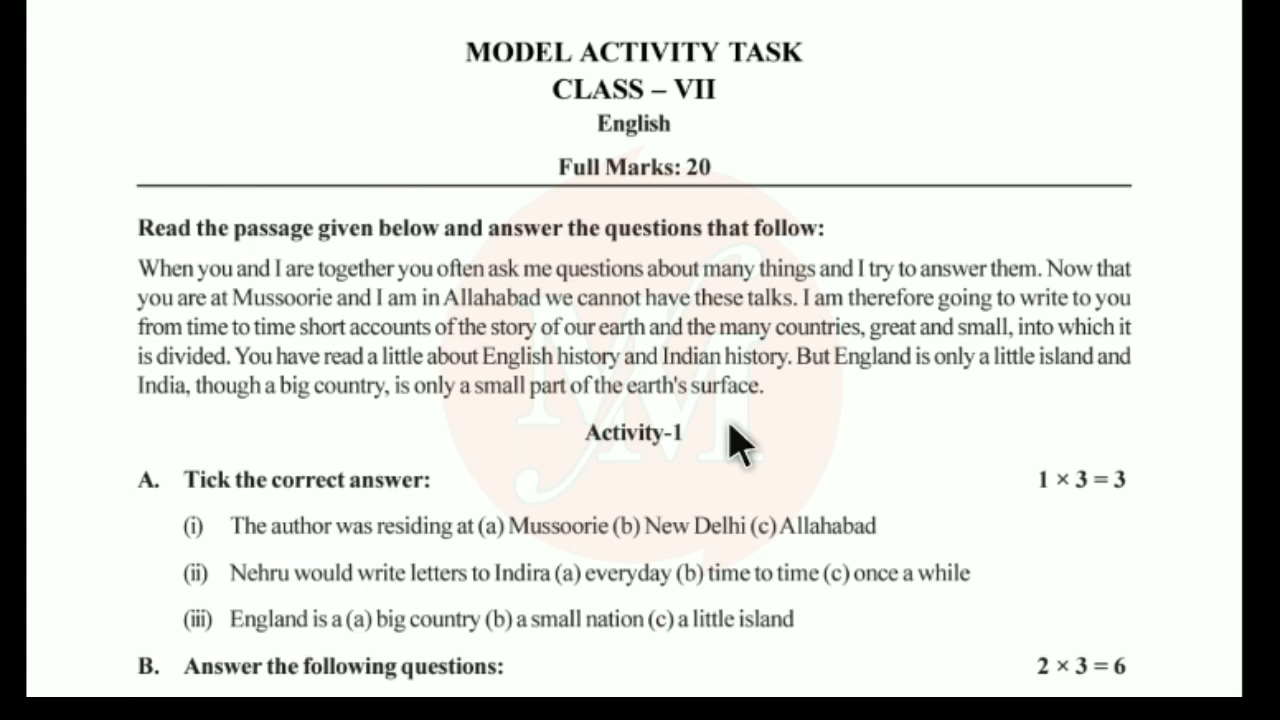 MODEL ACTIVITY TASK
CLASS – VII
English
Full Marks: 20
Read the passage given below and answer the questions that follow:
When you and I are together you often ask me questions about many things and I try to answer them. Now that
you are at Mussoorie and I am in Allahabad we cannot have these talks. I am therefore going to write to you
from time to time short accounts of the story of our earth and the many countries, great and small, into which it
is divided. You have read a little about English history and Indian history. But England is only a little island and
India, though a big country, is only a small part of the earth's surface.
Activity-1
A. Tick the correct answer: 1 × 3 = 3
(i) The author was residing at (a) Mussoorie (b) New Delhi (c) Allahabad
(ii) Nehru would write letters to Indira (a) everyday (b) time to time (c) once a while
(iii) England is a (a) big country (b) a small nation (c) a little island
B. Answer the following questions: 2 × 3 = 6